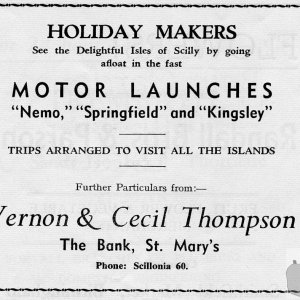 HOLIDAY MAKERS
See the Delightful Isles of Scilly by going
afloat in the fast
MOTOR LAUNCHES
"Nemo," "Springfield" and "Kingsley"
TRIPS ARRANGED TO VISIT ALL THE ISLANDS
Further Particulars from:—
Vernon & Cecil Thompson
The Bank, St. Mary's
Phone: Scillonia 60.